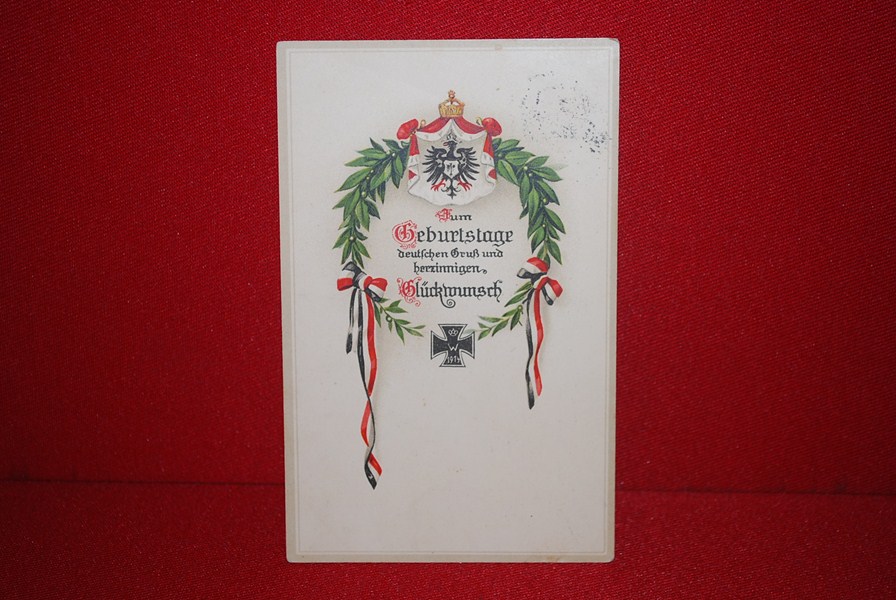 Zum
Geburtstage
deutschen Gruß und
herzinnigen
Glückwunsch
W
1914